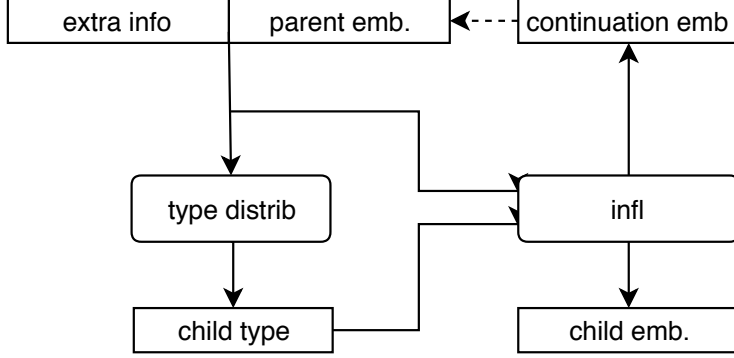 extra info
parent emb.
continuation emb
type distrib
infl
child type
child emb.